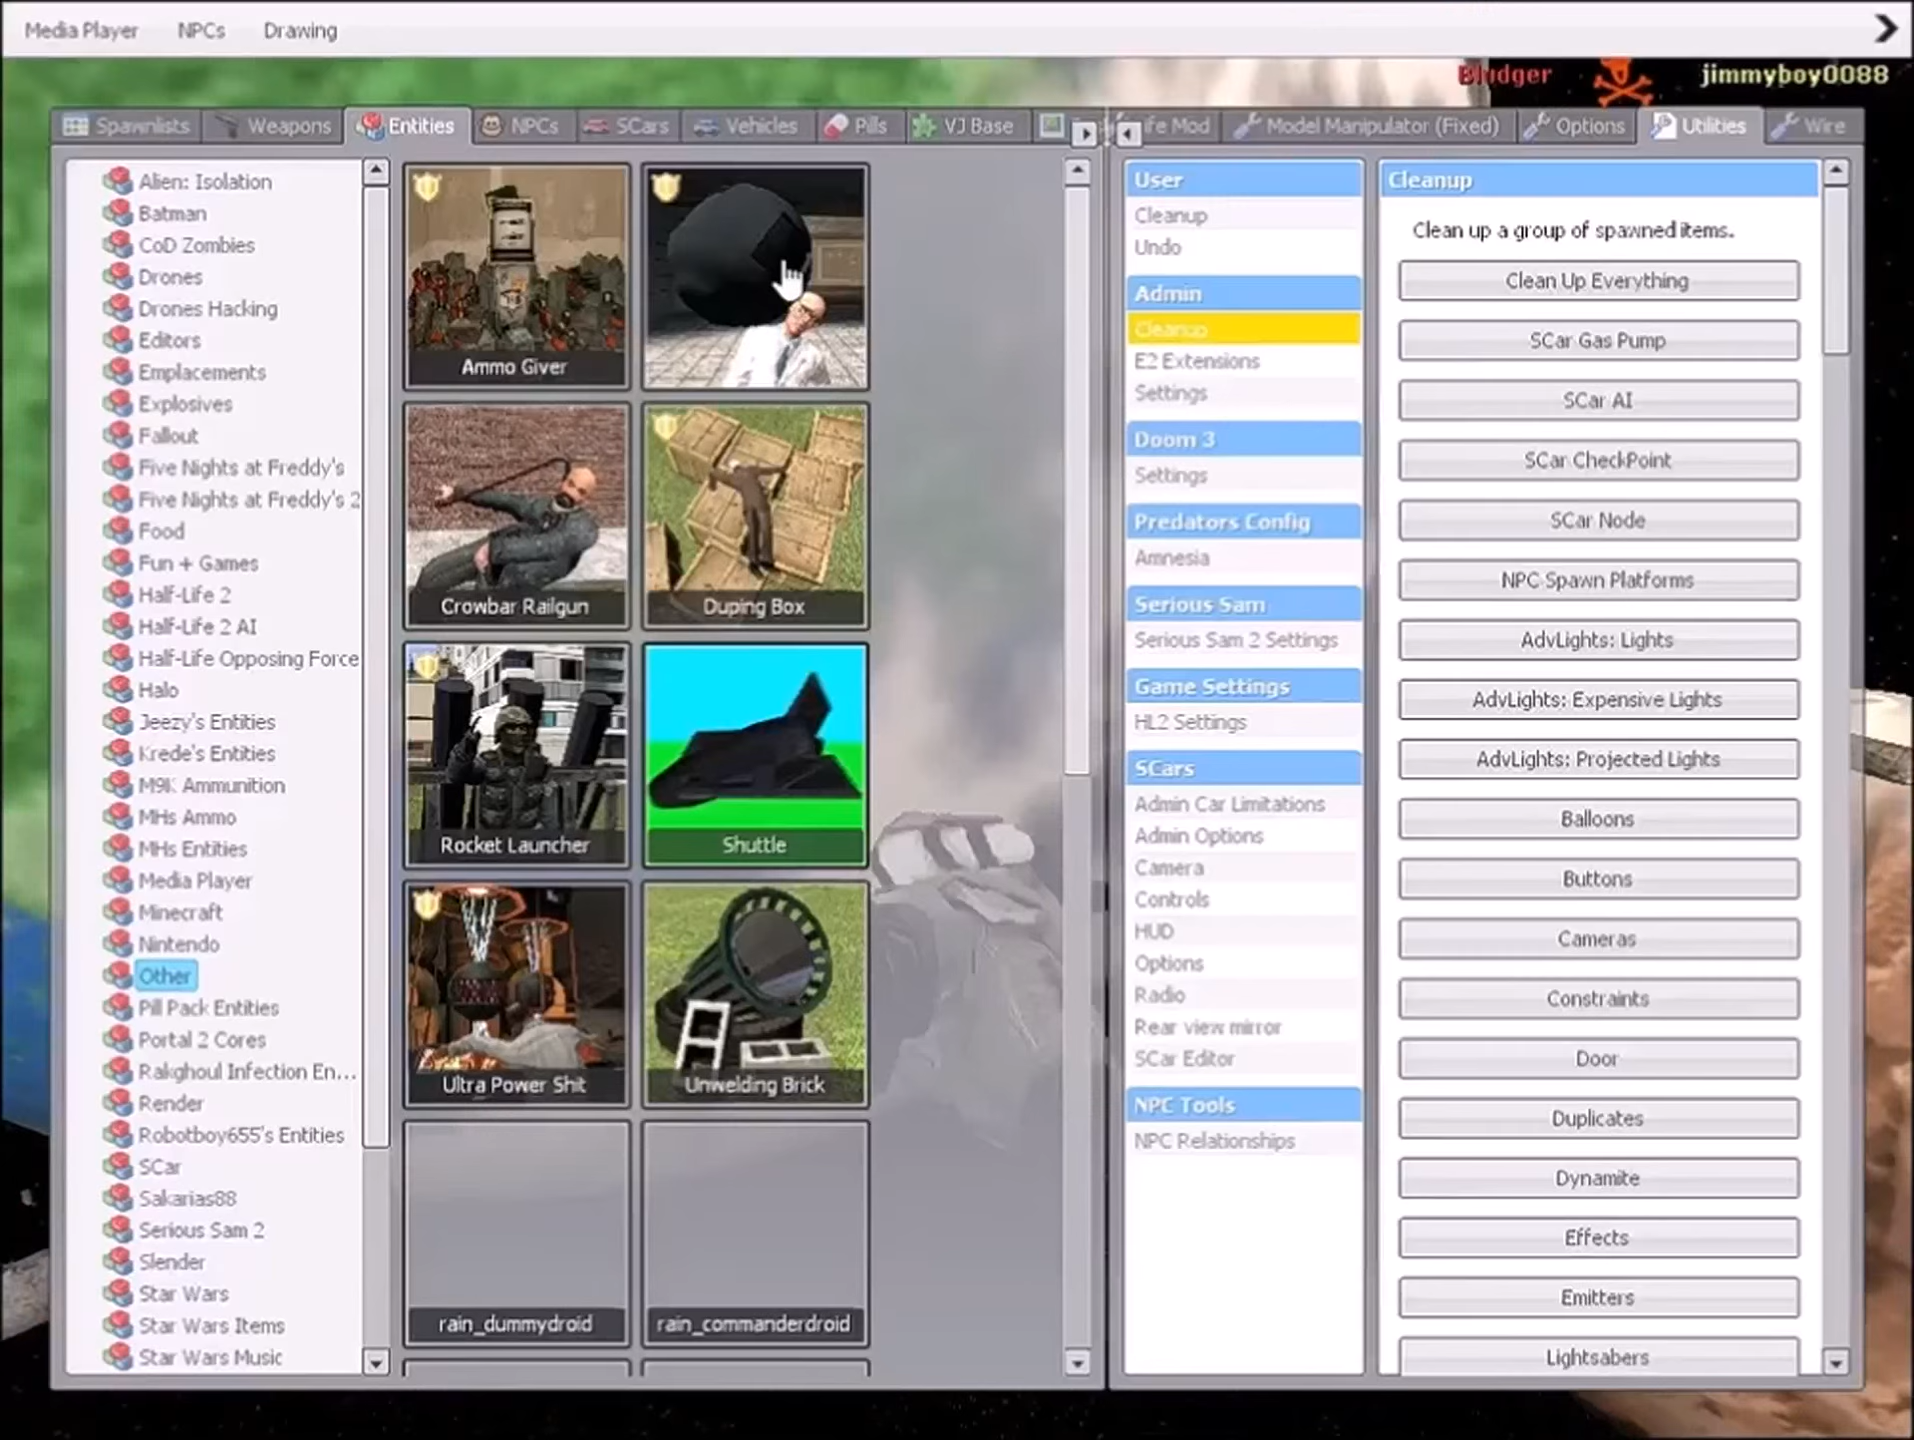 Media Player NPCs Drawing
Bludger jimmyboy0088
Spawnlists Weapons Entities NPCs SCars Vehicles Pills VJ Base
ife Mod Model Manipulator (Fixed) Options Utilities Wire
Alien: Isolation
Batman
CoD Zombies
Drones
Drones Hacking
Editors
Emplacements
Explosives
Fallout
Five Nights at Freddy's
Five Nights at Freddy's 2
Food
Fun + Games
Half-Life 2
Half-Life 2 AI
Half-Life Opposing Force
Halo
Jeezy's Entities
Krede's Entities
M9K Ammunition
MHs Ammo
MHs Entities
Media Player
Minecraft
Nintendo
Other
Pill Pack Entities
Portal 2 Cores
Rakghoul Infection En...
Render
Robotboy655's Entities
SCar
Sakarias88
Serious Sam 2
Slender
Star Wars
Star Wars Items
Star Wars Music
Ammo Giver
Crowbar Railgun
Duping Box
Rocket Launcher
Shuttle
Ultra Power Shit
Unwelding Brick
rain_dummydroid
rain_commanderdroid
User
Cleanup
Undo
Admin
Cleanup
E2 Extensions
Settings
Doom 3
Settings
Predators Config
Amnesia
Serious Sam
Serious Sam 2 Settings
Game Settings
HL2 Settings
SCars
Admin Car Limitations
Admin Options
Camera
Controls
HUD
Options
Radio
Rear view mirror
SCar Editor
NPC Tools
NPC Relationships
Cleanup
Clean up a group of spawned items.
Clean Up Everything
SCar Gas Pump
SCar AI
SCar CheckPoint
SCar Node
NPC Spawn Platforms
AdvLights: Lights
AdvLights: Expensive Lights
AdvLights: Projected Lights
Balloons
Buttons
Cameras
Constraints
Door
Duplicates
Dynamite
Effects
Emitters
Lightsabers